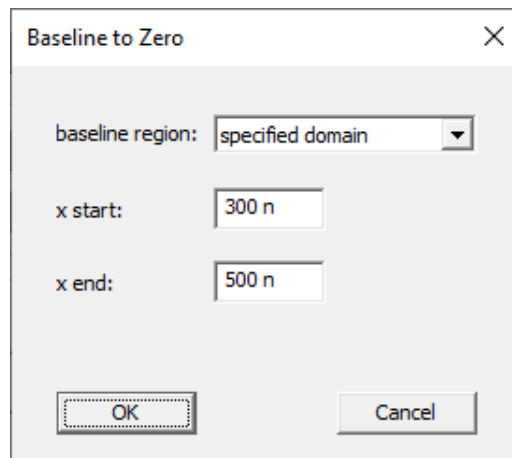 Baseline to Zero
baseline region: specified domain
x start: 300 n
x end: 500 n
OK Cancel